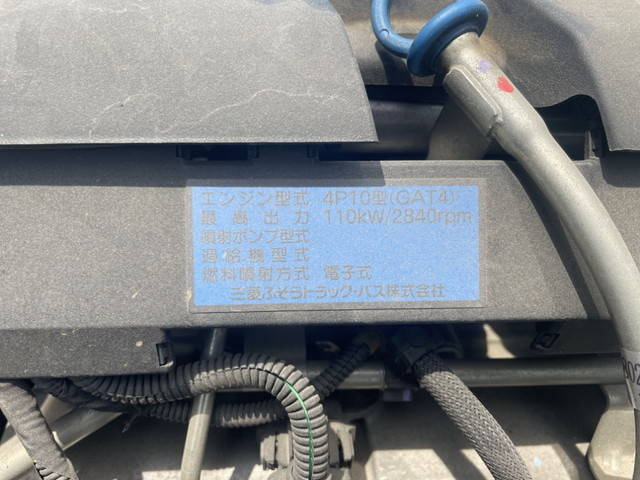 エンジン型式 4P10型(GAT4)
最高出力 110kW/2840rpm
噴射ポンプ型式
過給機型式
燃料噴射方式 電子式
三菱ふそうトラック・バス株式会社